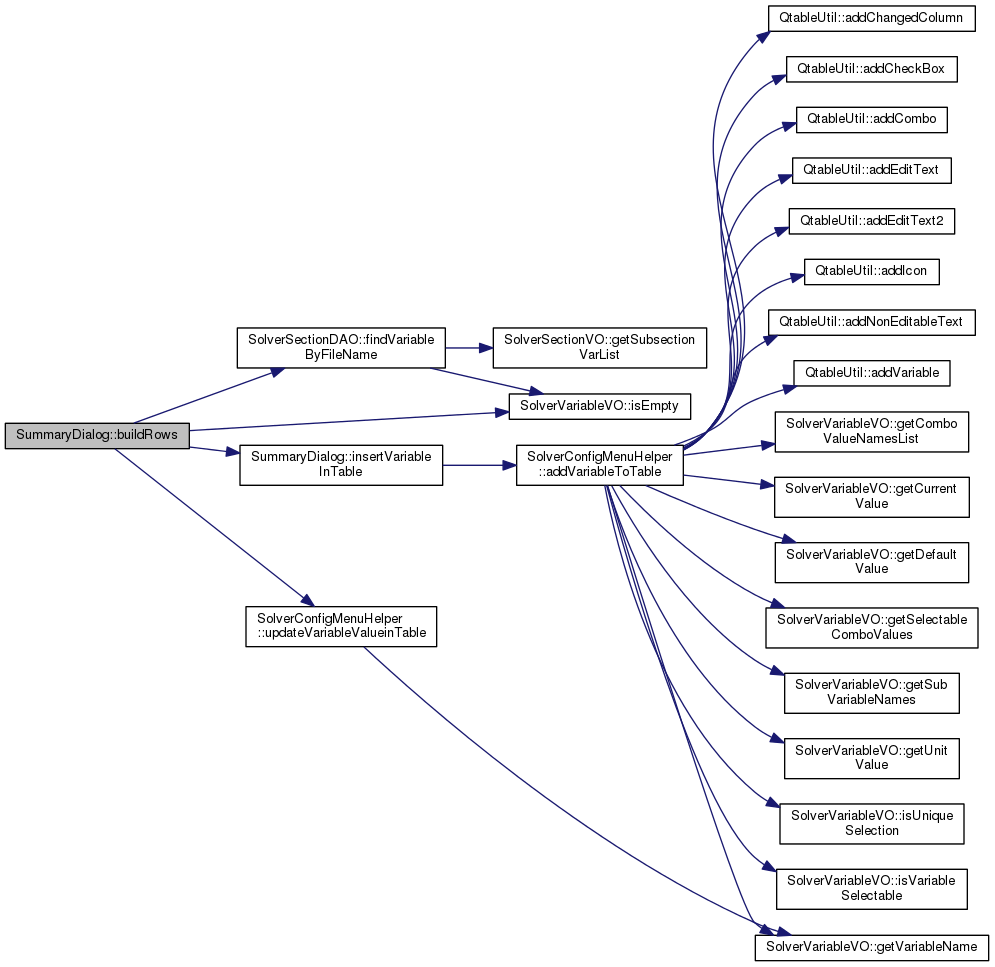 QtableUtil::addChangedColumn
QtableUtil::addCheckBox
QtableUtil::addCombo
QtableUtil::addEditText
QtableUtil::addEditText2
QtableUtil::addIcon
QtableUtil::addNonEditableText
SolverSectionDAO::findVariable
ByFileName
SolverSectionVO::getSubsection
VarList
QtableUtil::addVariable
SolverVariableVO::isEmpty
SolverVariableVO::getCombo
ValueNamesList
SummaryDialog::buildRows
SummaryDialog::insertVariable
InTable
SolverConfigMenuHelper
::addVariableToTable
SolverVariableVO::getCurrent
Value
SolverVariableVO::getDefault
Value
SolverConfigMenuHelper
::updateVariableValueinTable
SolverVariableVO::getSelectable
ComboValues
SolverVariableVO::getSub
VariableNames
SolverVariableVO::getUnit
Value
SolverVariableVO::isUnique
Selection
SolverVariableVO::isVariable
Selectable
SolverVariableVO::getVariableName